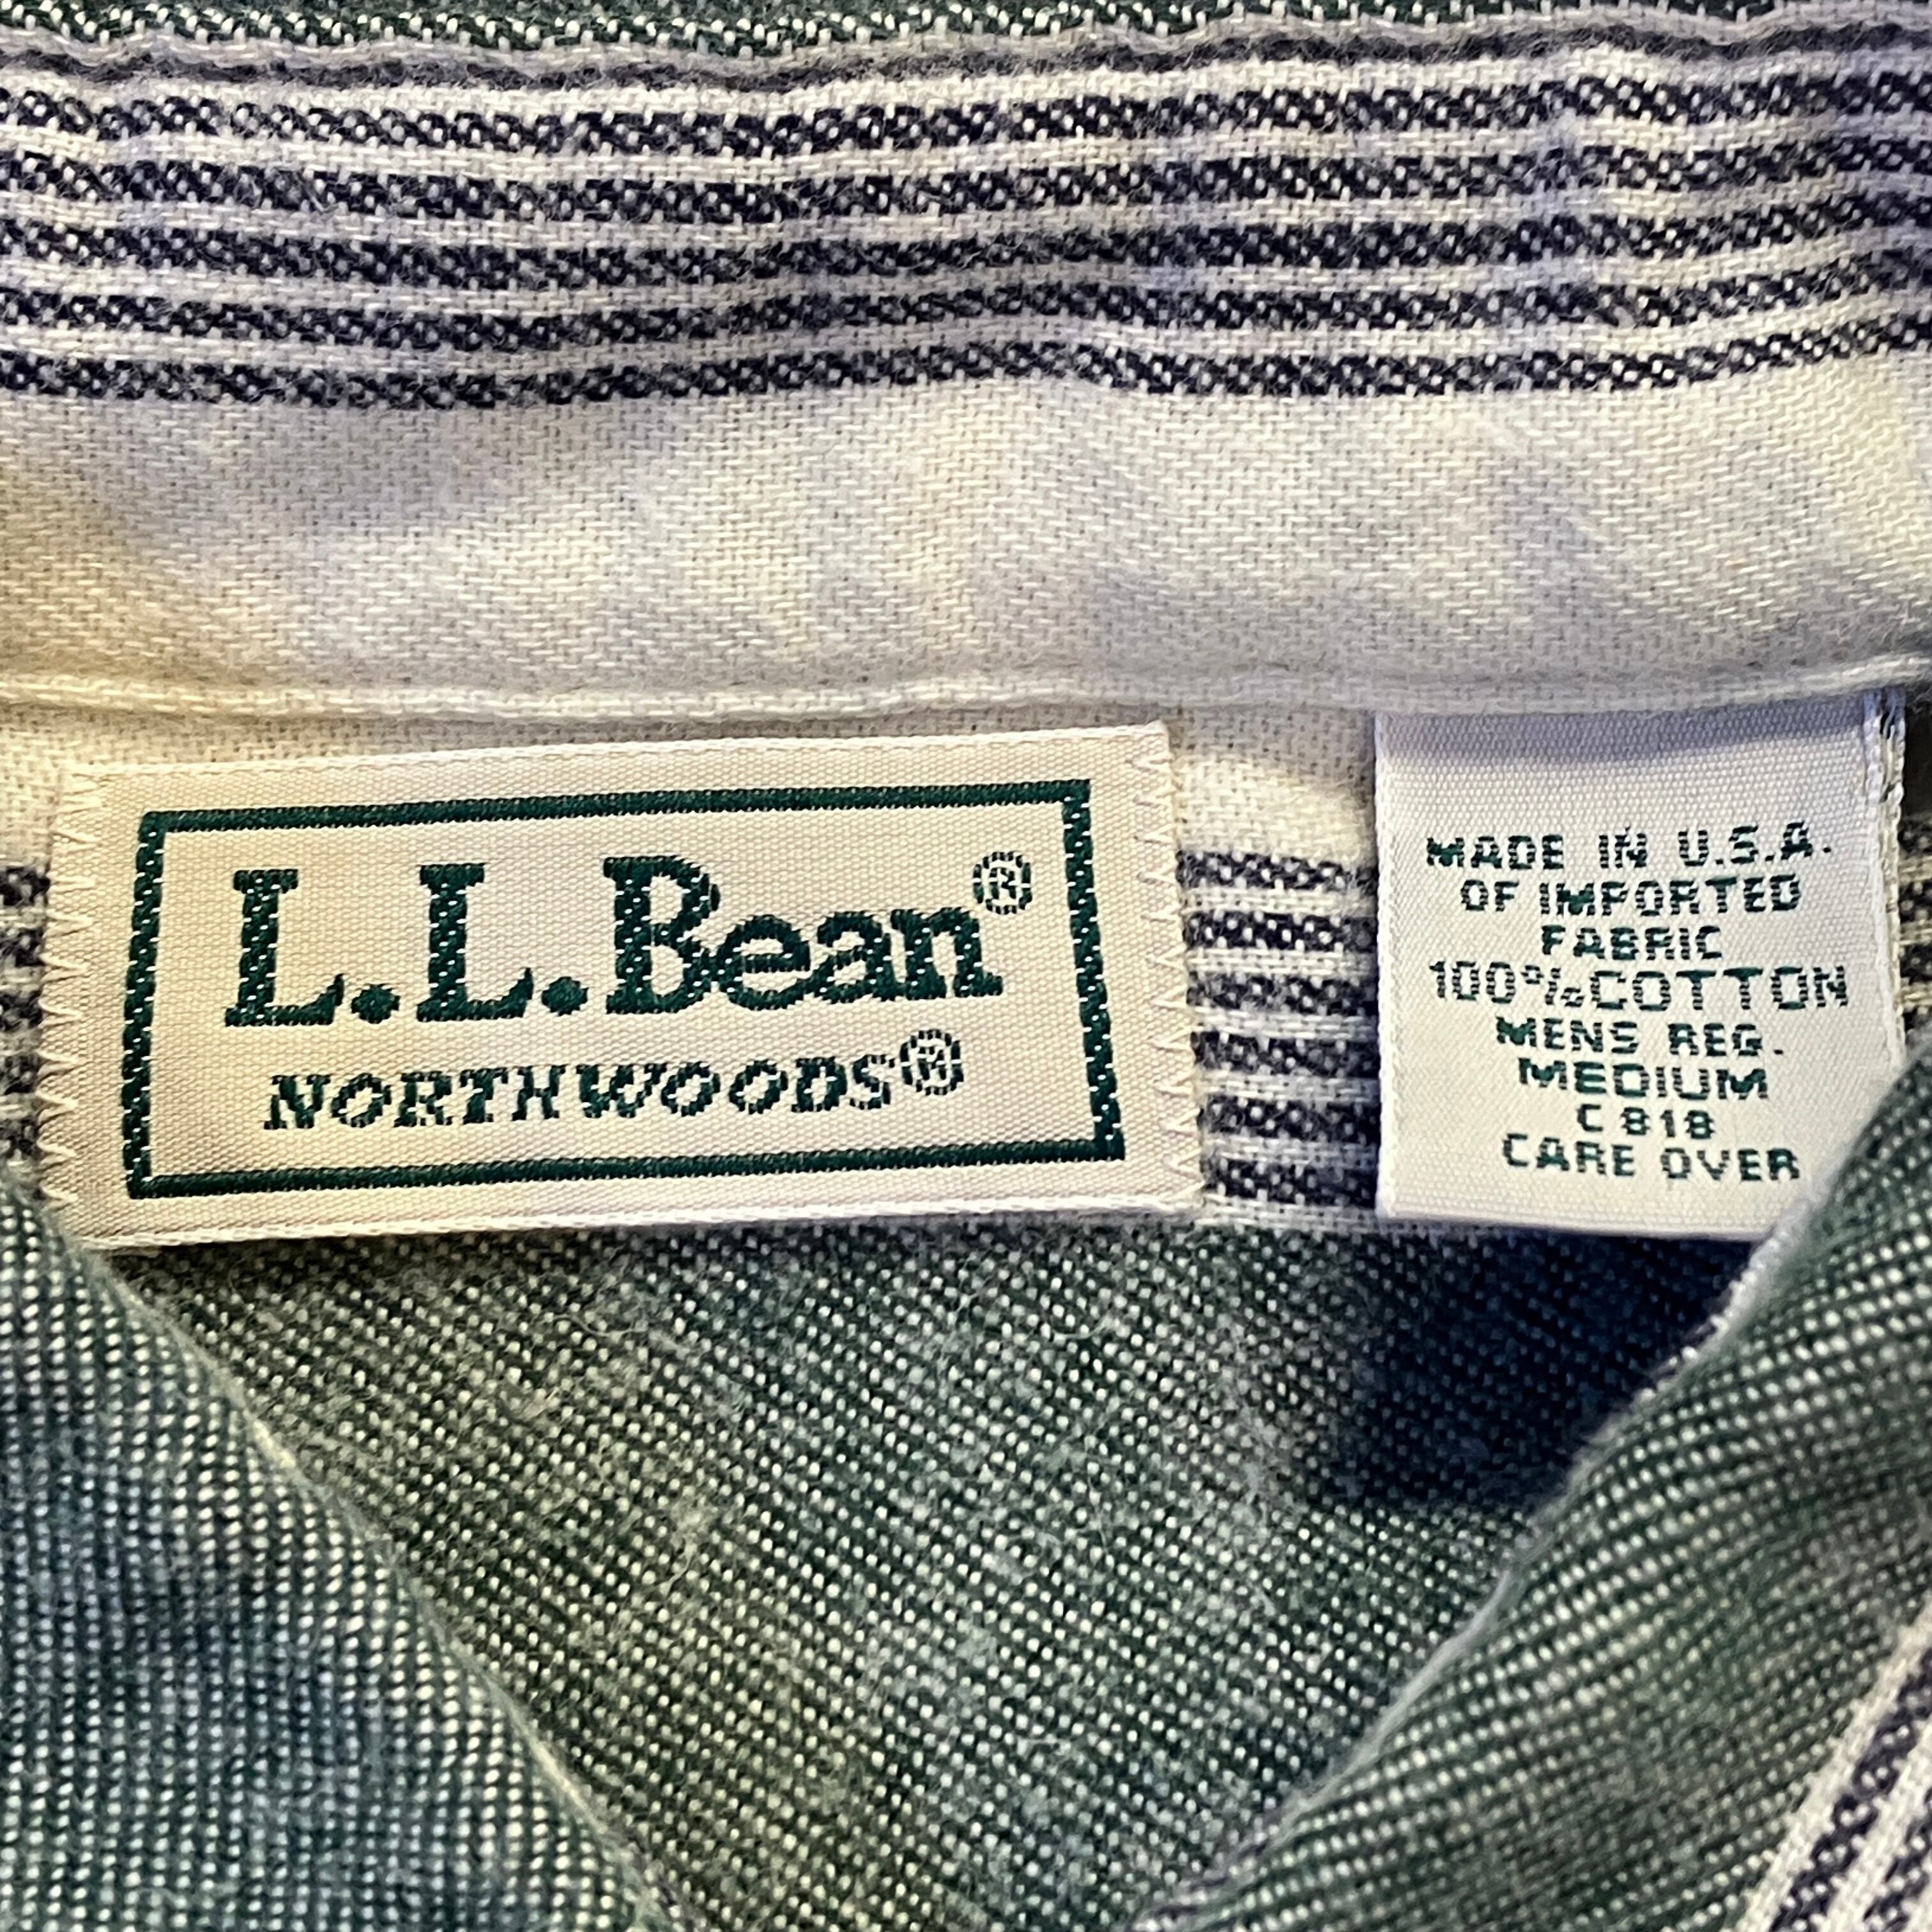 L.L.Bean®
NORTHWOODS®
MADE IN U.S.A.
OF IMPORTED
FABRIC
100% COTTON
MENS REG.
MEDIUM
C 818
CARE OVER